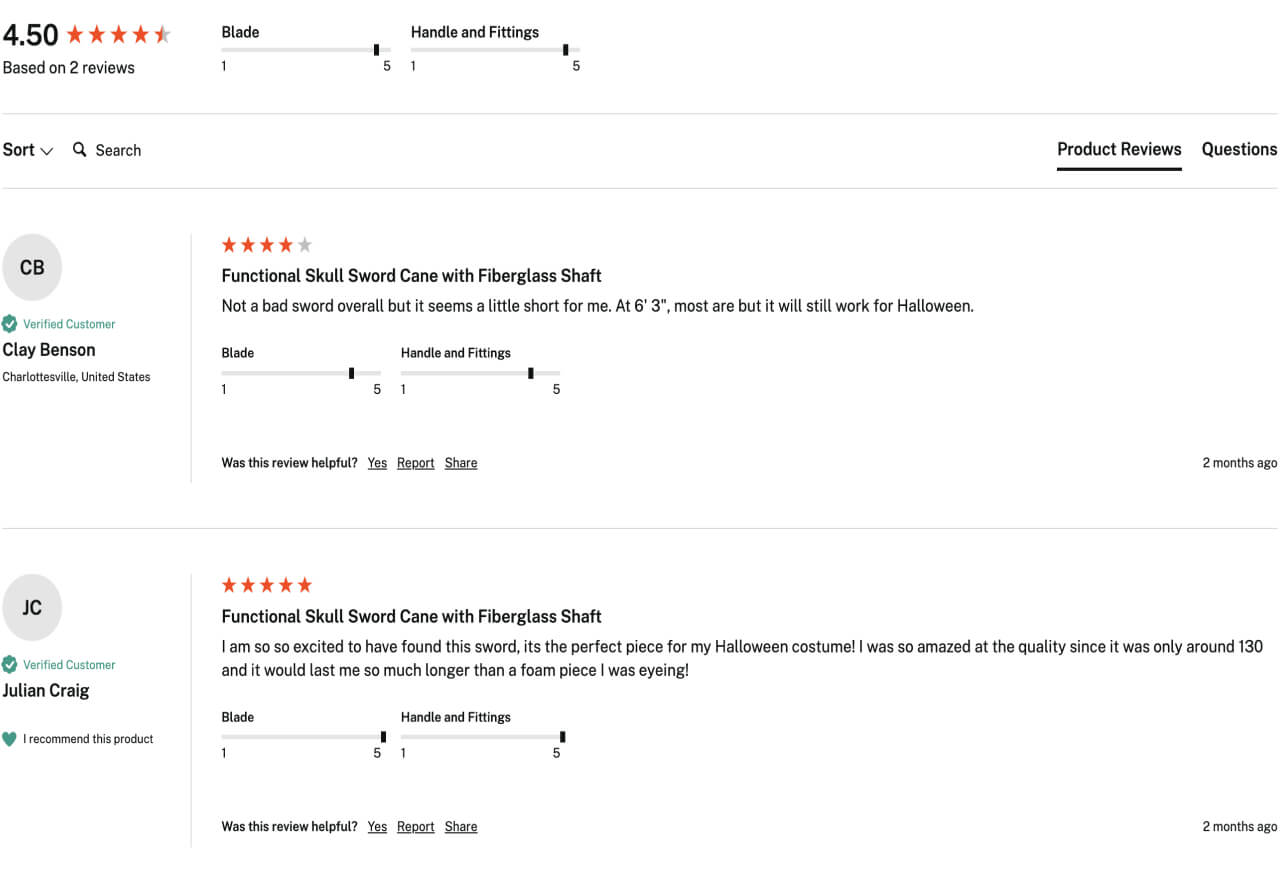 4.50
Based on 2 reviews
Blade
1 5
Handle and Fittings
1 5
Sort
Search
Product Reviews
Questions
CB
Verified Customer
Clay Benson
Charlottesville, United States
Functional Skull Sword Cane with Fiberglass Shaft
Not a bad sword overall but it seems a little short for me. At 6' 3", most are but it will still work for Halloween.
Blade
1 5
Handle and Fittings
1 5
Was this review helpful? Yes Report Share
2 months ago
JC
Verified Customer
Julian Craig
I recommend this product
Functional Skull Sword Cane with Fiberglass Shaft
I am so so excited to have found this sword, its the perfect piece for my Halloween costume! I was so amazed at the quality since it was only around 130
and it would last me so much longer than a foam piece I was eyeing!
Blade
1 5
Handle and Fittings
1 5
Was this review helpful? Yes Report Share
2 months ago